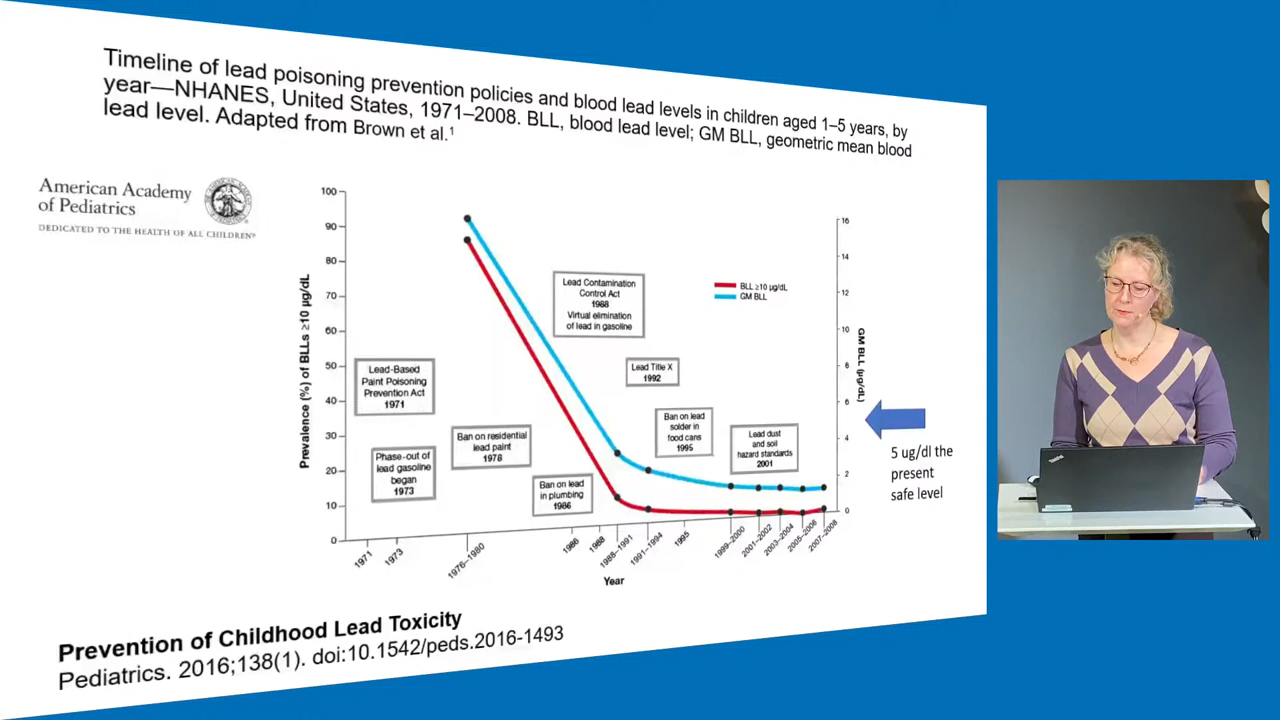 Timeline of lead poisoning prevention policies and blood lead levels in children aged 1–5 years, by
year—NHANES, United States, 1971–2008. BLL, blood lead level; GM BLL, geometric mean blood
lead level. Adapted from Brown et al.¹
American Academy
of Pediatrics
DEDICATED TO THE HEALTH OF ALL CHILDREN®
Prevalence (%) of BLLs ≥10 µg/dL
100
90
80
70
60
50
40
30
20
10
0
Lead-Based
Paint Poisoning
Prevention Act
1971
Phase-out of
lead gasoline
began
1973
Ban on residential
lead paint
1978
Ban on lead
in plumbing
1986
Lead Contamination
Control Act
1988
Virtual elimination
of lead in gasoline
Lead Title X
1992
Ban on lead
solder in
food cans
1995
Lead dust
and soil
hazard standards
2001
BLL ≥10 µg/dL
GM BLL
16
14
12
10
8
6
4
2
0
GM BLL (µg/dL)
1971
1973
1976–1980
1986
1988
1988–1991
1991–1994
1995
1999–2000
2001–2002
2003–2004
2005–2006
2007–2008
Year
5 ug/dl the
present
safe level
Prevention of Childhood Lead Toxicity
Pediatrics. 2016;138(1). doi:10.1542/peds.2016-1493
ThinkPad